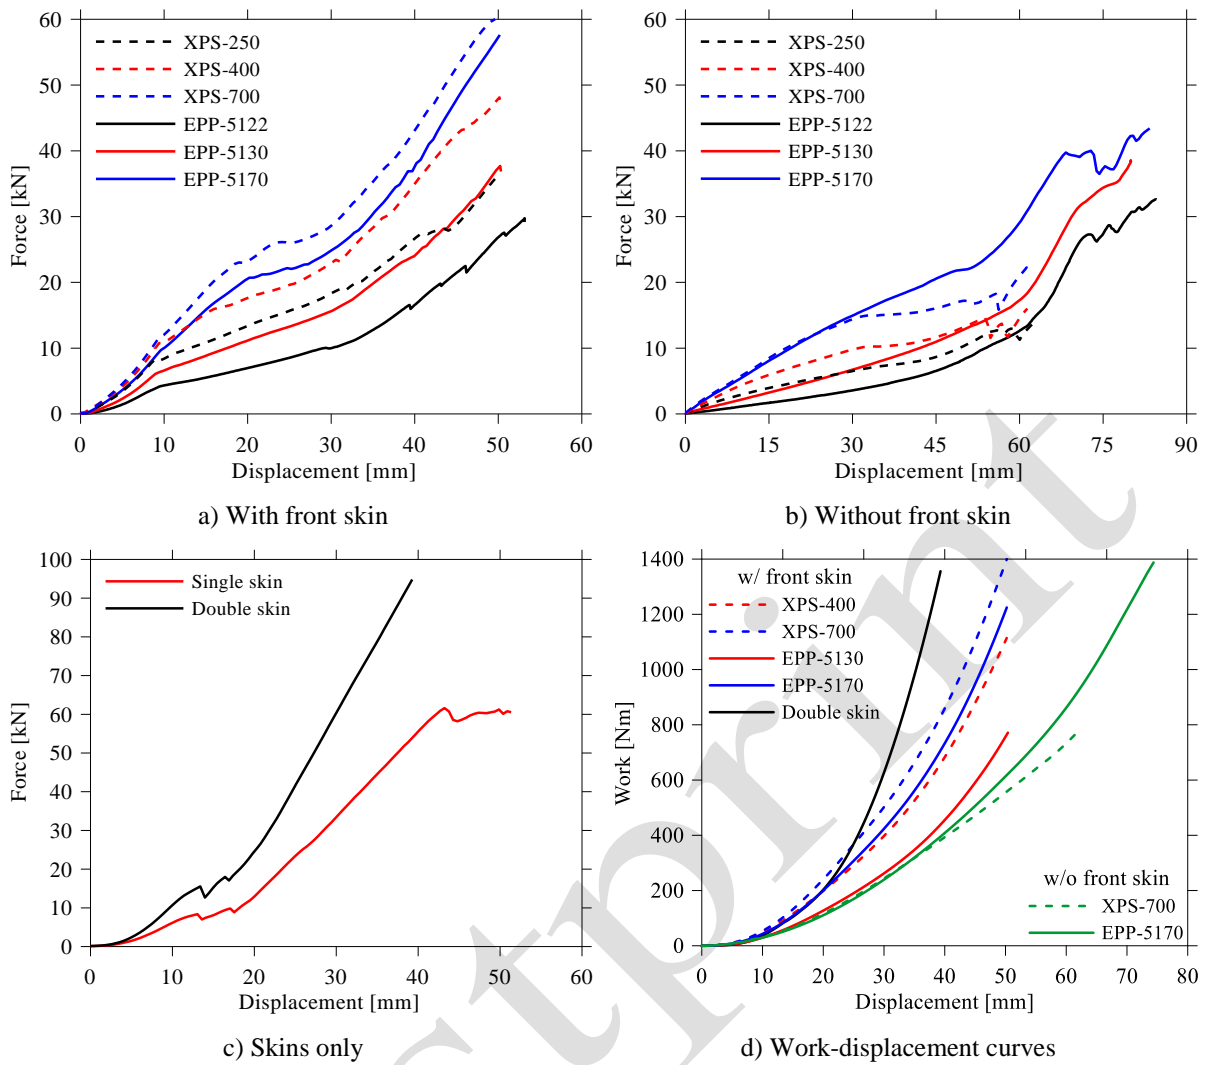 60
50
40
30
20
10
0
Force [kN]
XPS-250
XPS-400
XPS-700
EPP-5122
EPP-5130
EPP-5170
0 10 20 30 40 50 60
Displacement [mm]
a) With front skin
60
50
40
30
20
10
0
Force [kN]
XPS-250
XPS-400
XPS-700
EPP-5122
EPP-5130
EPP-5170
0 15 30 45 60 75 90
Displacement [mm]
b) Without front skin
100
90
80
70
60
50
40
30
20
10
0
Force [kN]
Single skin
Double skin
0 10 20 30 40 50 60
Displacement [mm]
c) Skins only
1400
1200
1000
800
600
400
200
0
Work [Nm]
w/ front skin
XPS-400
XPS-700
EPP-5130
EPP-5170
Double skin
w/o front skin
XPS-700
EPP-5170
0 10 20 30 40 50 60 70 80
Displacement [mm]
d) Work-displacement curves